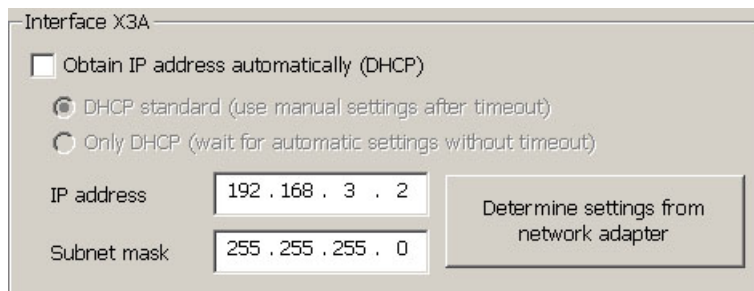 Interface X3A
Obtain IP address automatically (DHCP)
DHCP standard (use manual settings after timeout)
Only DHCP (wait for automatic settings without timeout)
IP address 192 . 168 . 3 . 2
Determine settings from
network adapter
Subnet mask 255 . 255 . 255 . 0